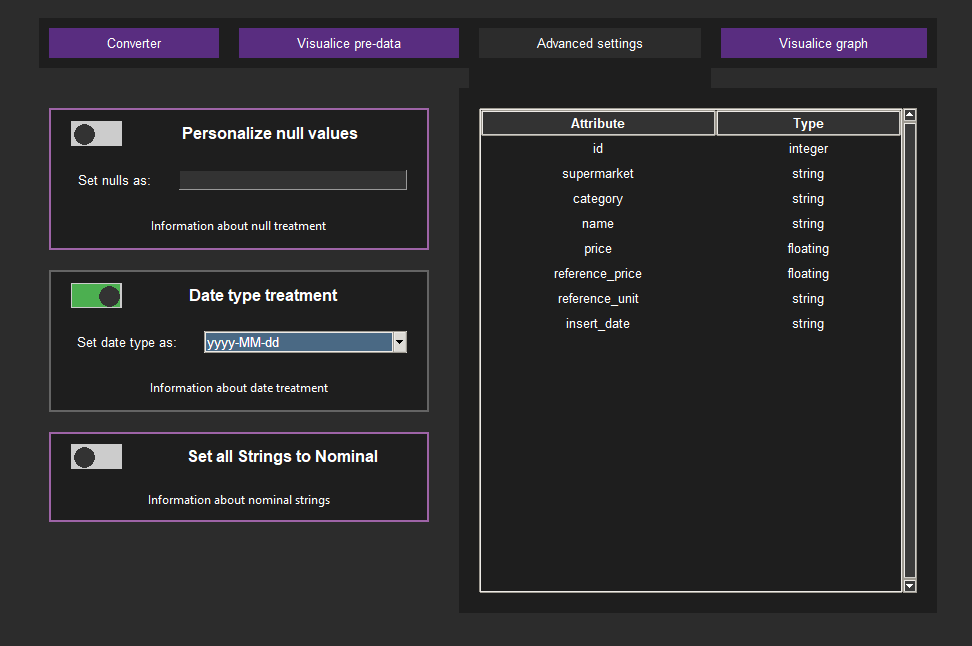 Converter Visualice pre-data Advanced settings Visualice graph
Personalize null values
Set nulls as:
Information about null treatment
Date type treatment
Set date type as: yyyy-MM-dd
Information about date treatment
Set all Strings to Nominal
Information about nominal strings
Attribute Type
id integer
supermarket string
category string
name string
price floating
reference_price floating
reference_unit string
insert_date string